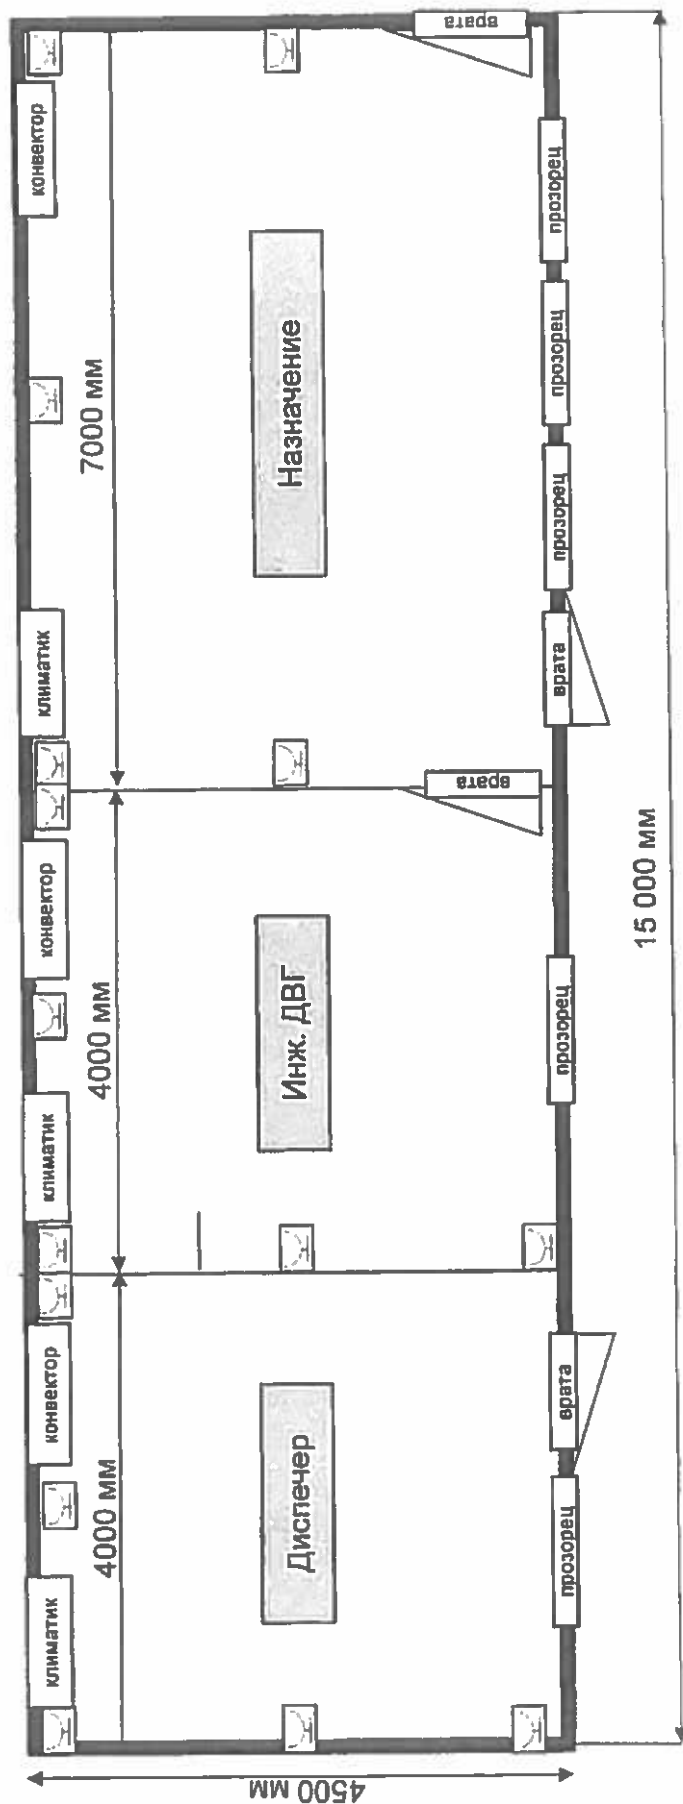 климатик
конвектор
климатик
конвектор
климатик
конвектор
4000 мм
4000 мм
7000 мм
4500 мм
Диспечер
Инж. ДВГ
Назначение
врата
врата
прозорец
врата
прозорец
врата
прозорец
прозорец
прозорец
15 000 мм